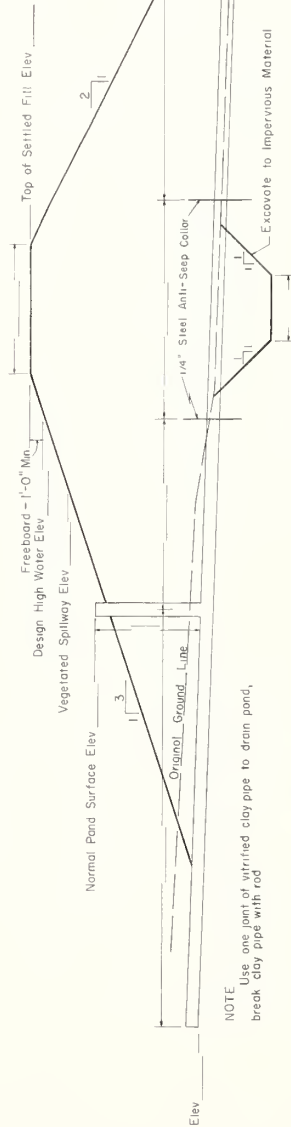 Top of Settled Fill Elev
Freeboard - 1'-0" Min
Design High Water Elev
Vegetated Spillway Elev
Normal Pond Surface Elev
2
1
3
1
Original Ground Line
1/4" Steel Anti-Seep Collar
1
1
1
1
Excavate to Impervious Material
Elev
NOTE
Use one joint of vitrified clay pipe to drain pond,
break clay pipe with rod